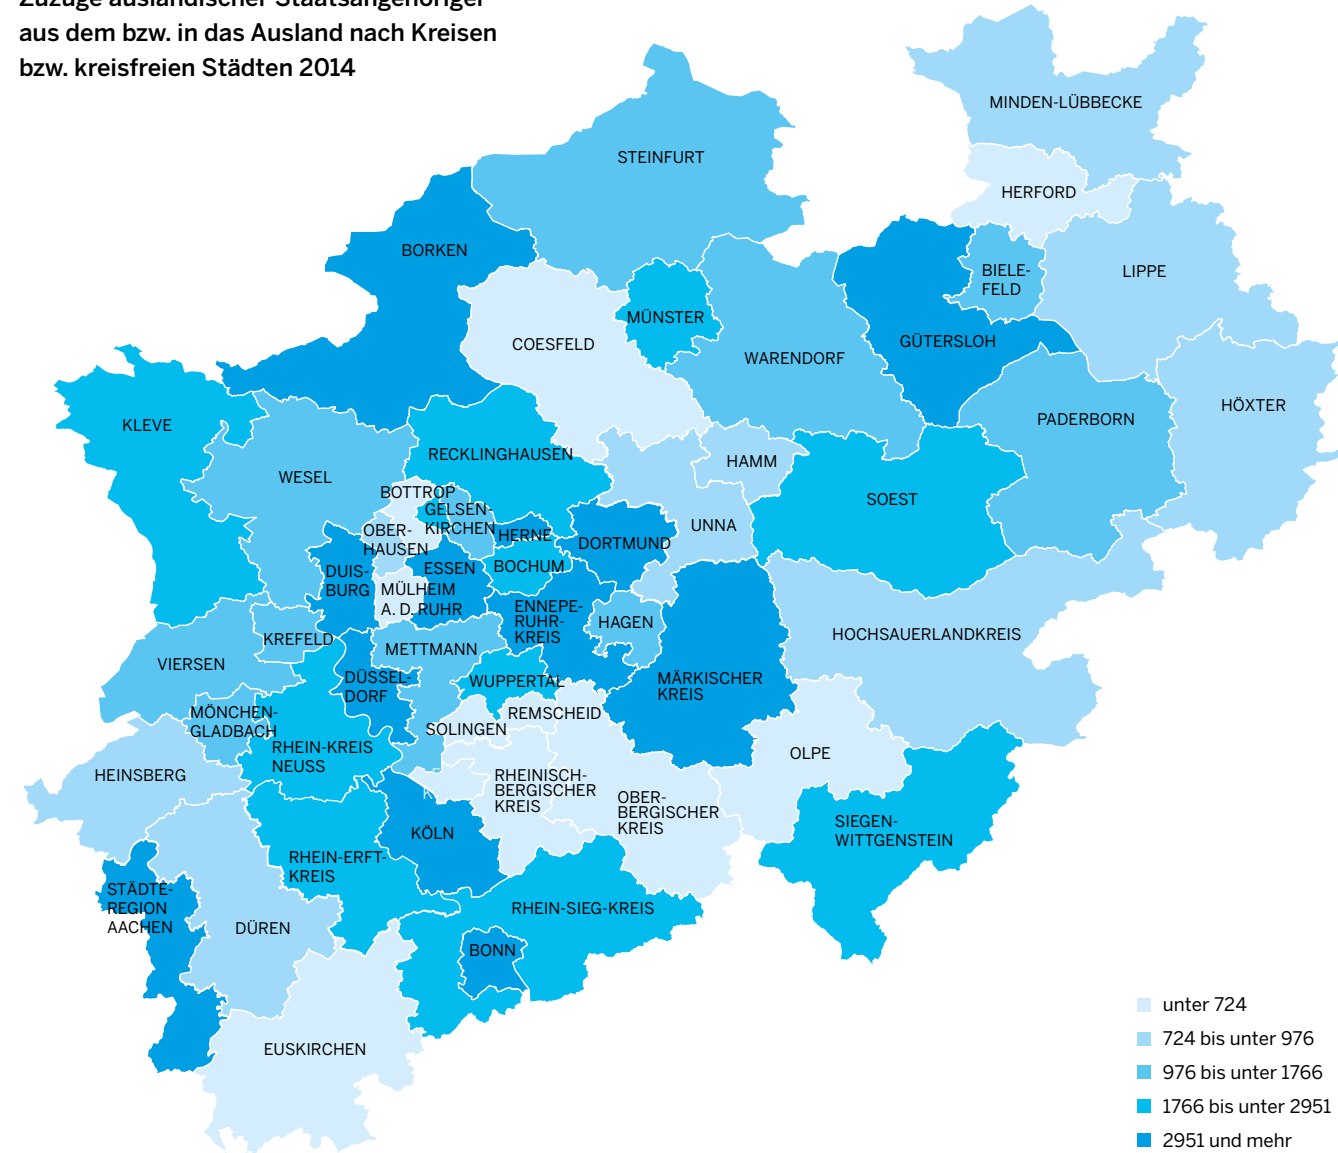 Zuzüge ausländischer Staatsangehöriger
aus dem bzw. in das Ausland nach Kreisen
bzw. kreisfreien Städten 2014
MINDEN-LÜBBECKE
STEINFURT
HERFORD
BORKEN
BIELE-
FELD
LIPPE
MÜNSTER
COESFELD
GÜTERSLOH
WARENDORF
HÖXTER
KLEVE
PADERBORN
RECKLINGHAUSEN
HAMM
WESEL
BOTTROP
SOEST
GELSEN-
KIRCHEN
OBER-
HAUSEN
HERNE
UNNA
DORTMUND
ESSEN
BOCHUM
DUIS-
BURG
MÜLHEIM
A. D. RUHR
ENNEPE-
RUHR-
KREIS
HAGEN
HOCHSAUERLANDKREIS
KREFELD
METTMANN
VIERSEN
DÜSSEL-
DORF
WUPPERTAL
MÄRKISCHER
KREIS
MÖNCHEN-
GLADBACH
REMSCHEID
SOLINGEN
RHEIN-KREIS
NEUSS
OLPE
HEINSBERG
RHEINISCH-
BERGISCHER
KREIS
OBER-
BERGISCHER
KREIS
KÖLN
SIEGEN-
WITTGENSTEIN
RHEIN-ERFT-
KREIS
STÄDTE-
REGION
AACHEN
RHEIN-SIEG-KREIS
DÜREN
BONN
EUSKIRCHEN
unter 724
724 bis unter 976
976 bis unter 1766
1766 bis unter 2951
2951 und mehr